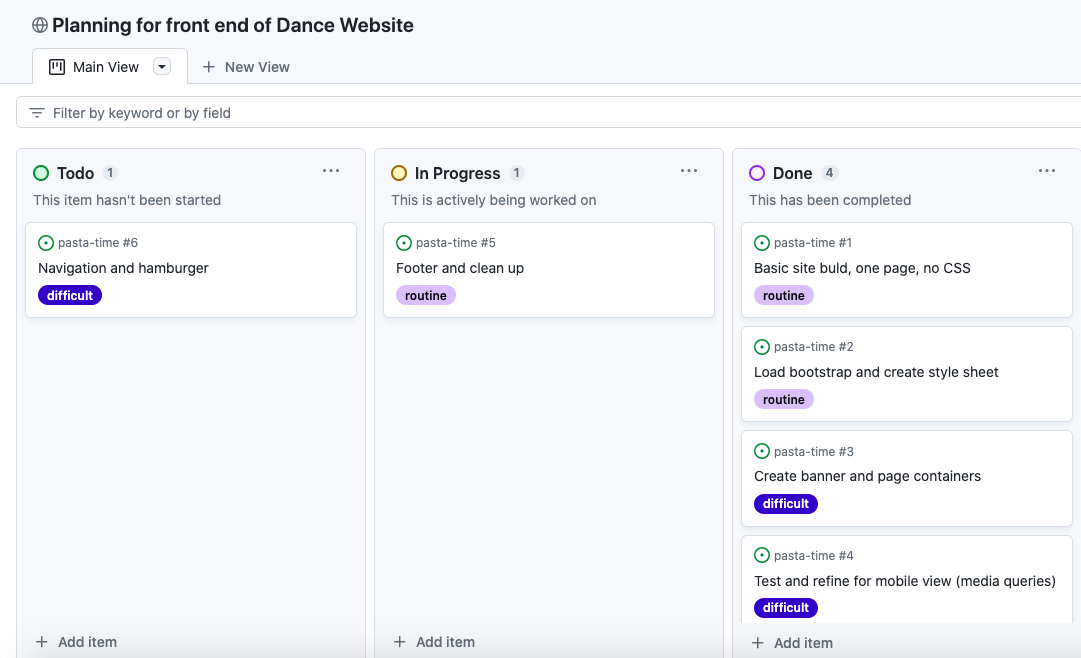 Planning for front end of Dance Website
Main View
New View
Filter by keyword or by field
Todo 1
This item hasn't been started
pasta-time #6
Navigation and hamburger
difficult
Add item
In Progress 1
This is actively being worked on
pasta-time #5
Footer and clean up
routine
Add item
Done 4
This has been completed
pasta-time #1
Basic site buld, one page, no CSS
routine
pasta-time #2
Load bootstrap and create style sheet
routine
pasta-time #3
Create banner and page containers
difficult
pasta-time #4
Test and refine for mobile view (media queries)
difficult
Add item